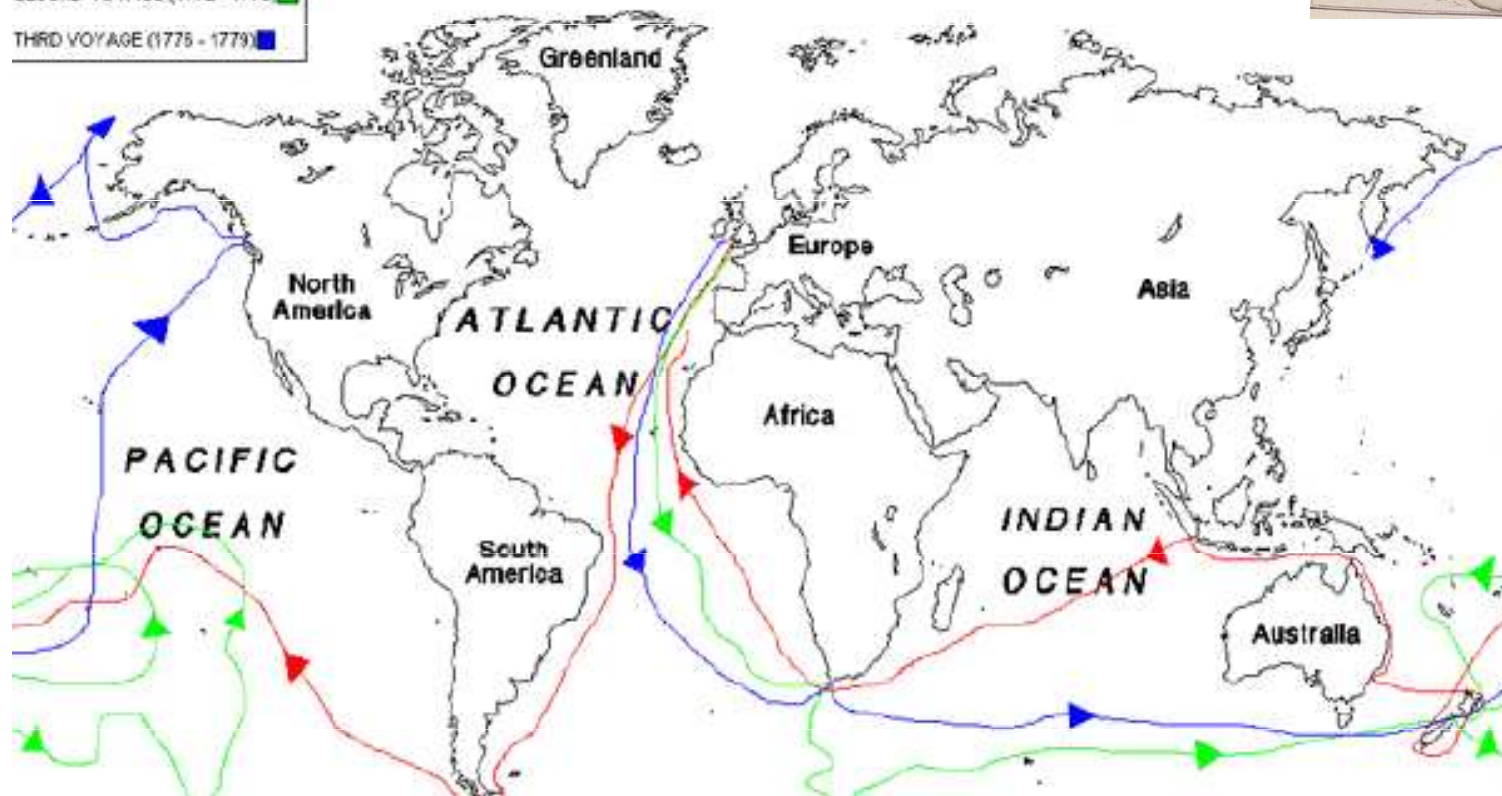 THIRD VOYAGE (1776 - 1779)
Greenland
Europe
Asia
North
America
ATLANTIC
OCEAN
Africa
PACIFIC
OCEAN
South
America
INDIAN
OCEAN
Australia